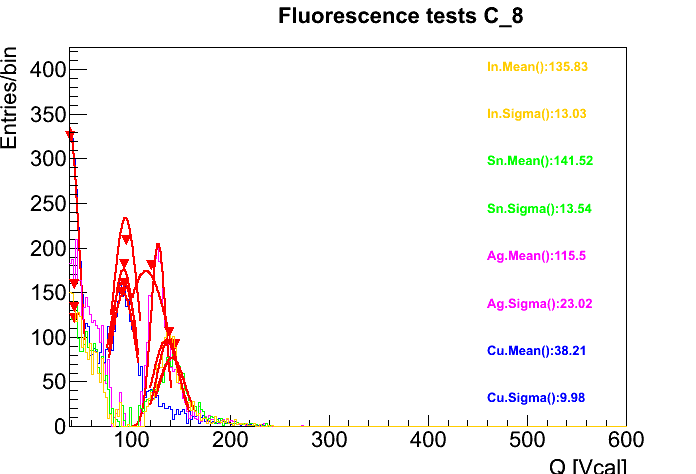 Fluorescence tests C_8
Entries/bin
400
350
300
250
200
150
100
50
0
In.Mean():135.83
In.Sigma():13.03
Sn.Mean():141.52
Sn.Sigma():13.54
Ag.Mean():115.5
Ag.Sigma():23.02
Cu.Mean():38.21
Cu.Sigma():9.98
100 200 300 400 500 600
Q [Vcal]